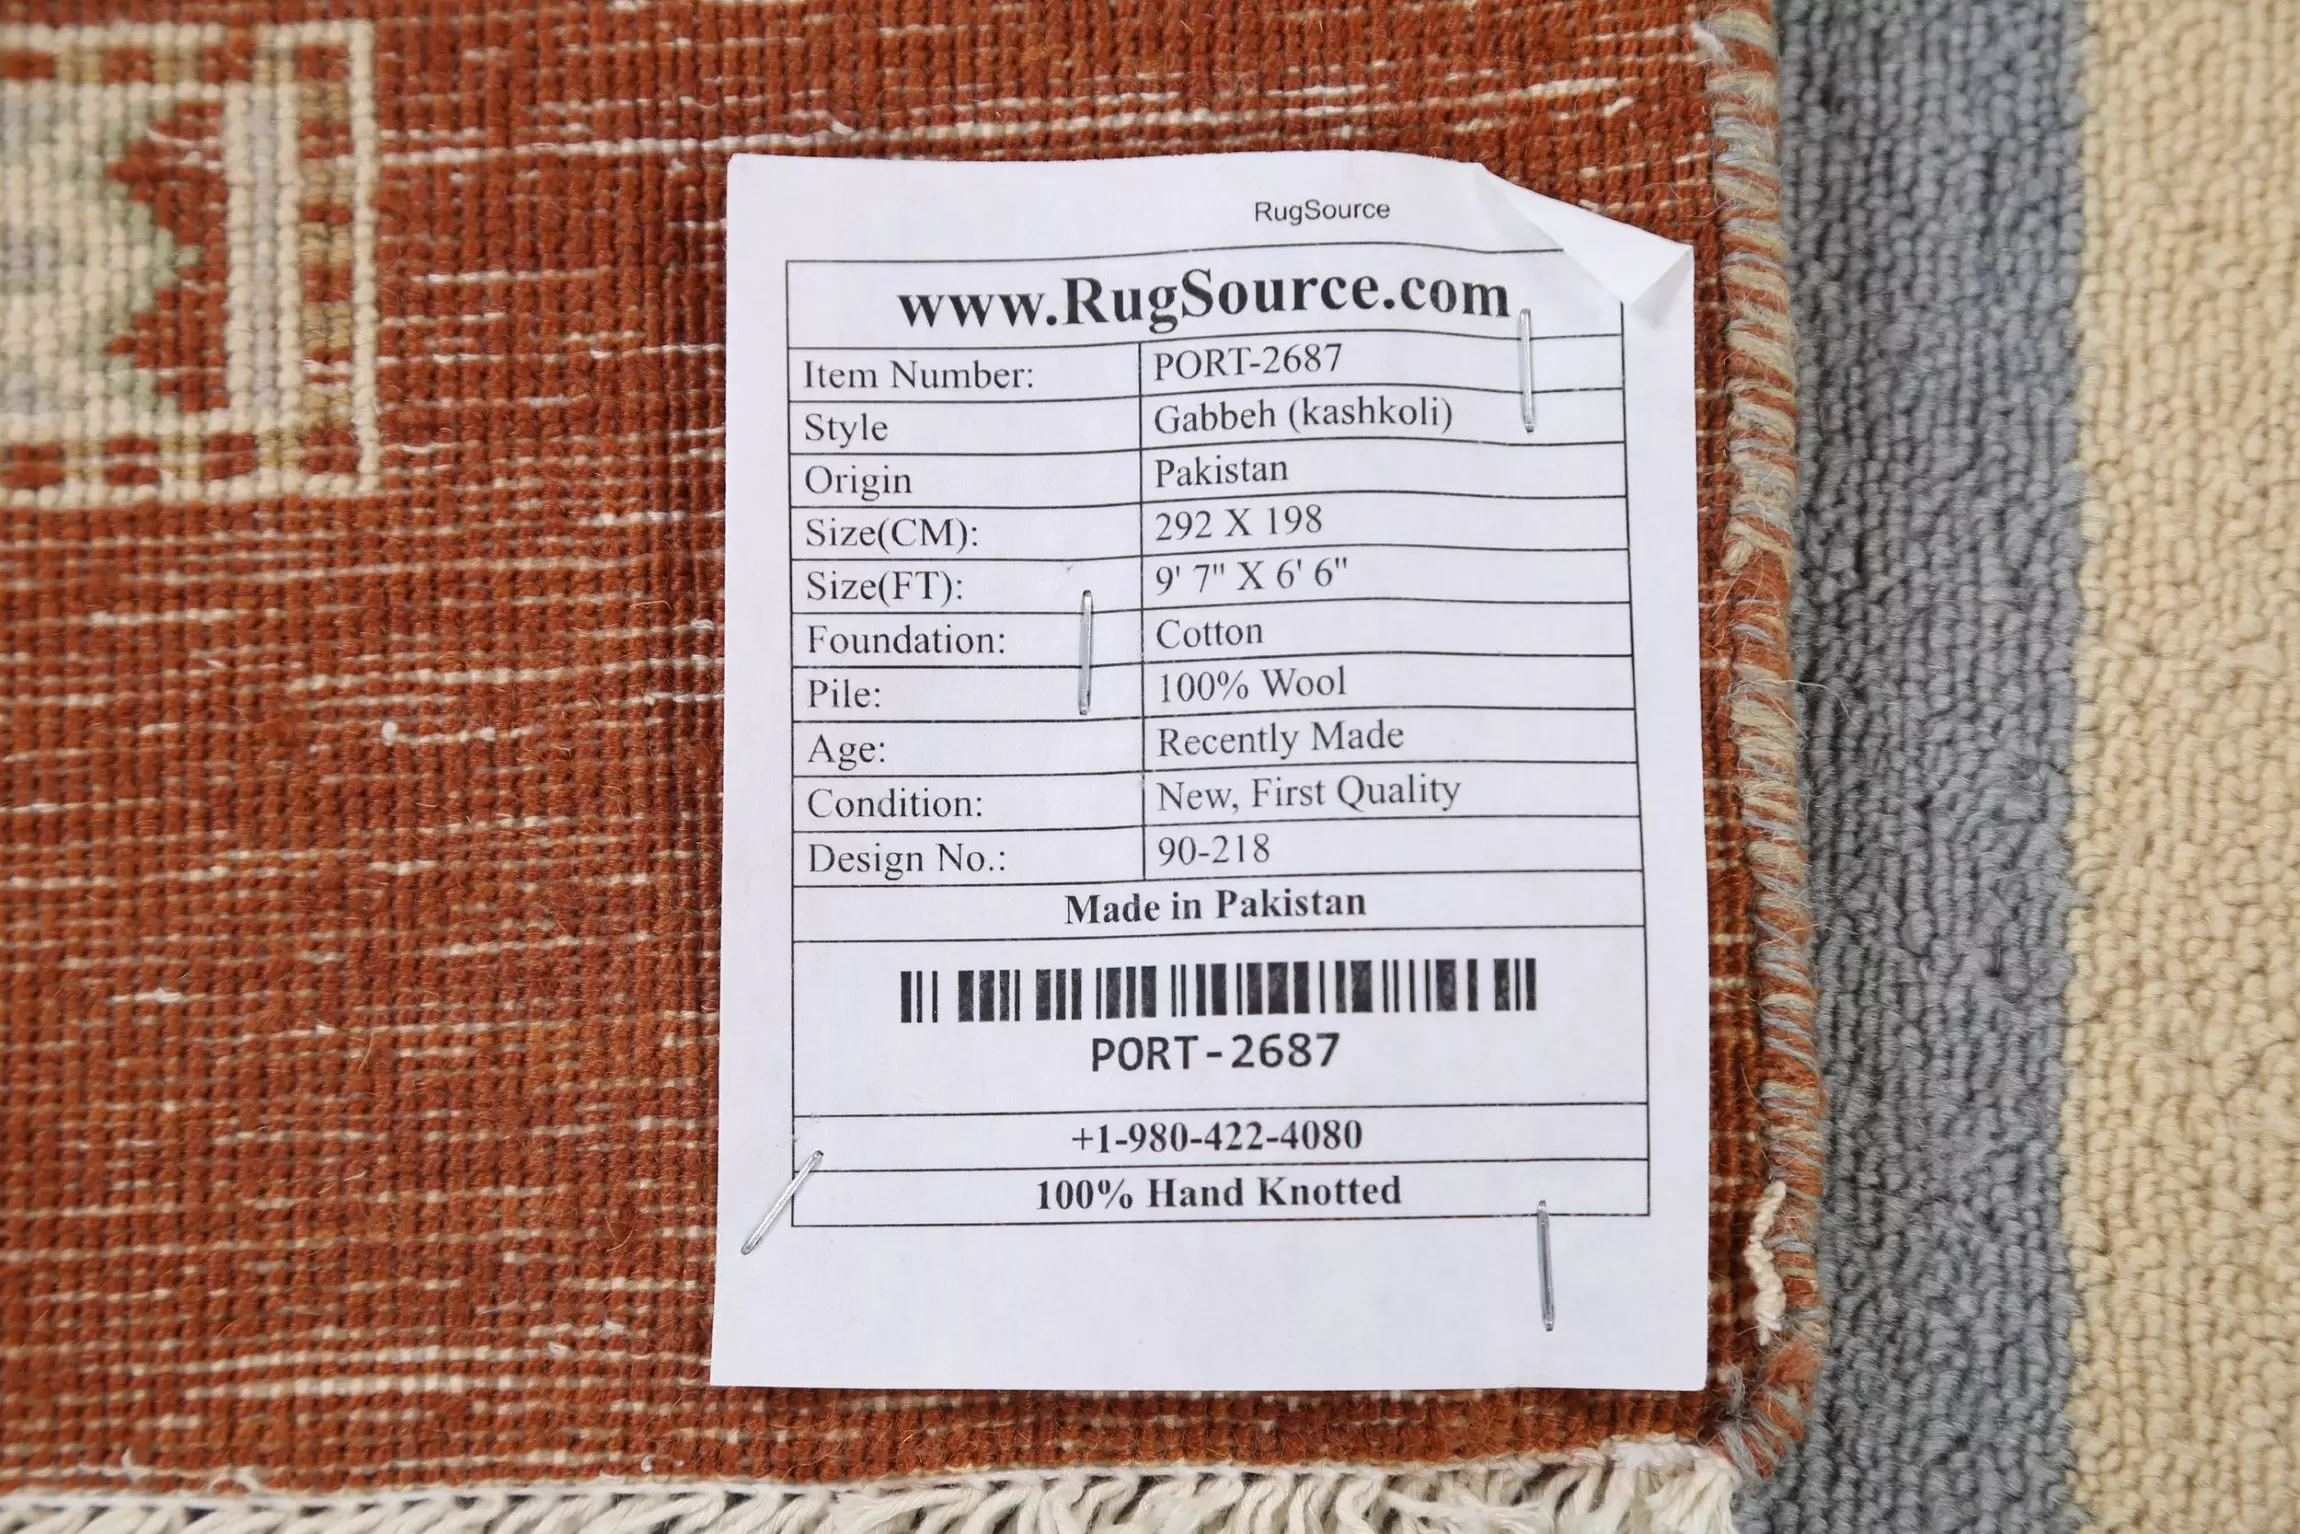 RugSource
www.RugSource.com
Item Number: PORT-2687
Style Gabbeh (kashkoli)
Origin Pakistan
Size(CM): 292 X 198
Size(FT): 9' 7" X 6' 6"
Foundation: Cotton
Pile: 100% Wool
Age: Recently Made
Condition: New, First Quality
Design No.: 90-218
Made in Pakistan
PORT-2687
+1-980-422-4080
100% Hand Knotted